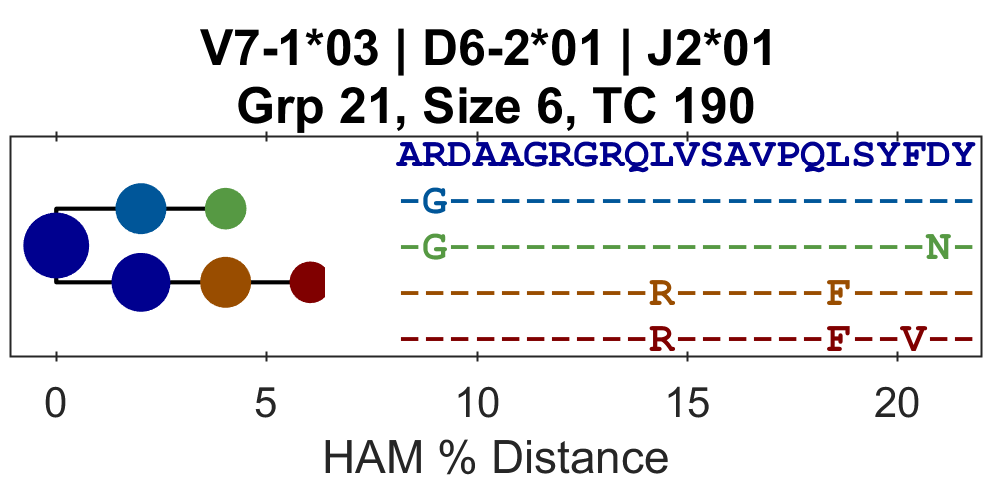 V7-1*03 | D6-2*01 | J2*01
Grp 21, Size 6, TC 190
ARDAAGRGRQLVSAVPQLSYFDY
-G---------------------
-G-------------------N-
----------R------F-----
----------R------F--V--
0 5 10 15 20
HAM % Distance